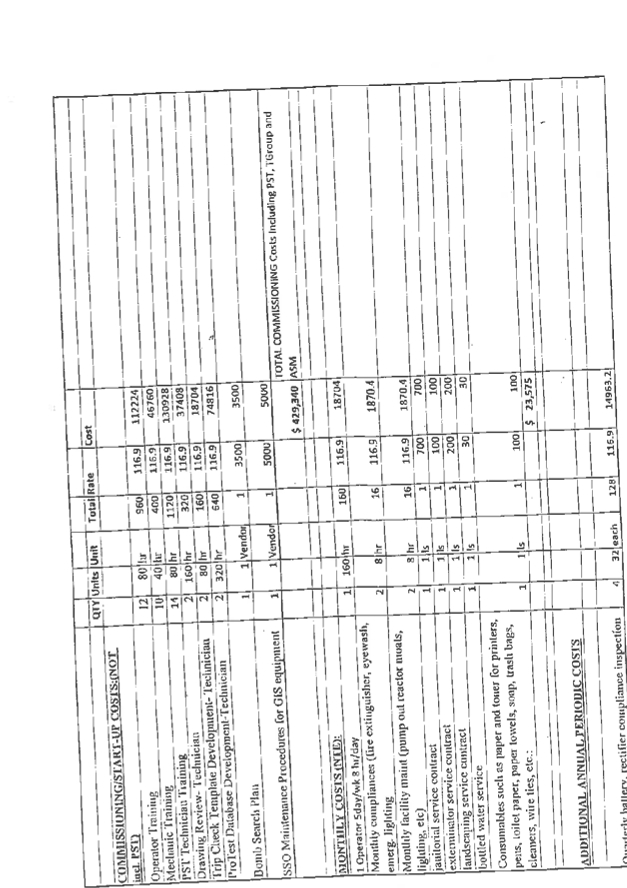 COMMISSIONING/START-UP COSTS:(NOT
incl. PST) QTY Units Unit Total Rate Cost
Operator Training 12 80 hr 960 116.9 112224
Mechanic Training 10 40 hr 400 116.9 46760
PST Technician Training 14 80 hr 1120 116.9 130928
Drawing Review- Technician 2 160 hr 320 116.9 37408
Trip Check Template Development- Technician 2 80 hr 160 116.9 18704
ProTest Database Development-Technician 2 320 hr 640 116.9 74816
Bomb Search Plan 1 1 Vendor 1 3500 3500
SSO Maintenance Procedures for GIS equipment 1 1 Vendor 1 5000 5000
TOTAL COMMISSIONING Costs Including PST, TGroup and
$ 429,340 ASM
MONTHLY COSTS (NTE):
1 Operator 5day/wk 8 hr/day 1 160 hr 160 116.9 18704
Monthly compliances (fire extinguisher, eyewash,
emerg. lighting 2 8 hr 16 116.9 1870.4
Monthly facility maint (pump out reactor moats,
lighting, etc) 2 8 hr 16 116.9 1870.4
janitorial service contract 1 1 ls 1 700 700
exterminator service contract 1 1 ls 1 100 100
landscaping service contract 1 1 ls 1 200 200
bottled water service 1 1 ls 1 30 30
Consumables such as paper and toner for printers,
pens, toilet paper, paper towels, soap, trash bags,
cleaners, wire ties, etc.: 1 1 ls 1 100 100
$ 23,575
ADDITIONAL ANNUAL PERIODIC COSTS
Quarterly battery, rectifier compliance inspection 4 32 each 128 116.9 14963.2